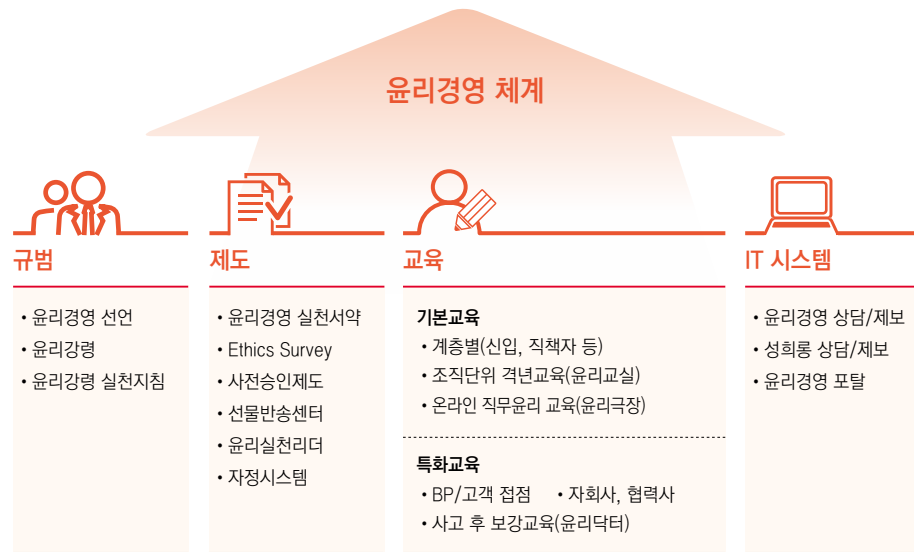 윤리경영 체계
규범
• 윤리경영 선언
• 윤리강령
• 윤리강령 실천지침
제도
• 윤리경영 실천서약
• Ethics Survey
• 사전승인제도
• 선물반송센터
• 윤리실천리더
• 자정시스템
교육
기본교육
• 계층별(신입, 직책자 등)
• 조직단위 격년교육(윤리교실)
• 온라인 직무윤리 교육(윤리극장)
특화교육
• BP/고객 접점 • 자회사, 협력사
• 사고 후 보강교육(윤리닥터)
IT 시스템
• 윤리경영 상담/제보
• 성희롱 상담/제보
• 윤리경영 포탈